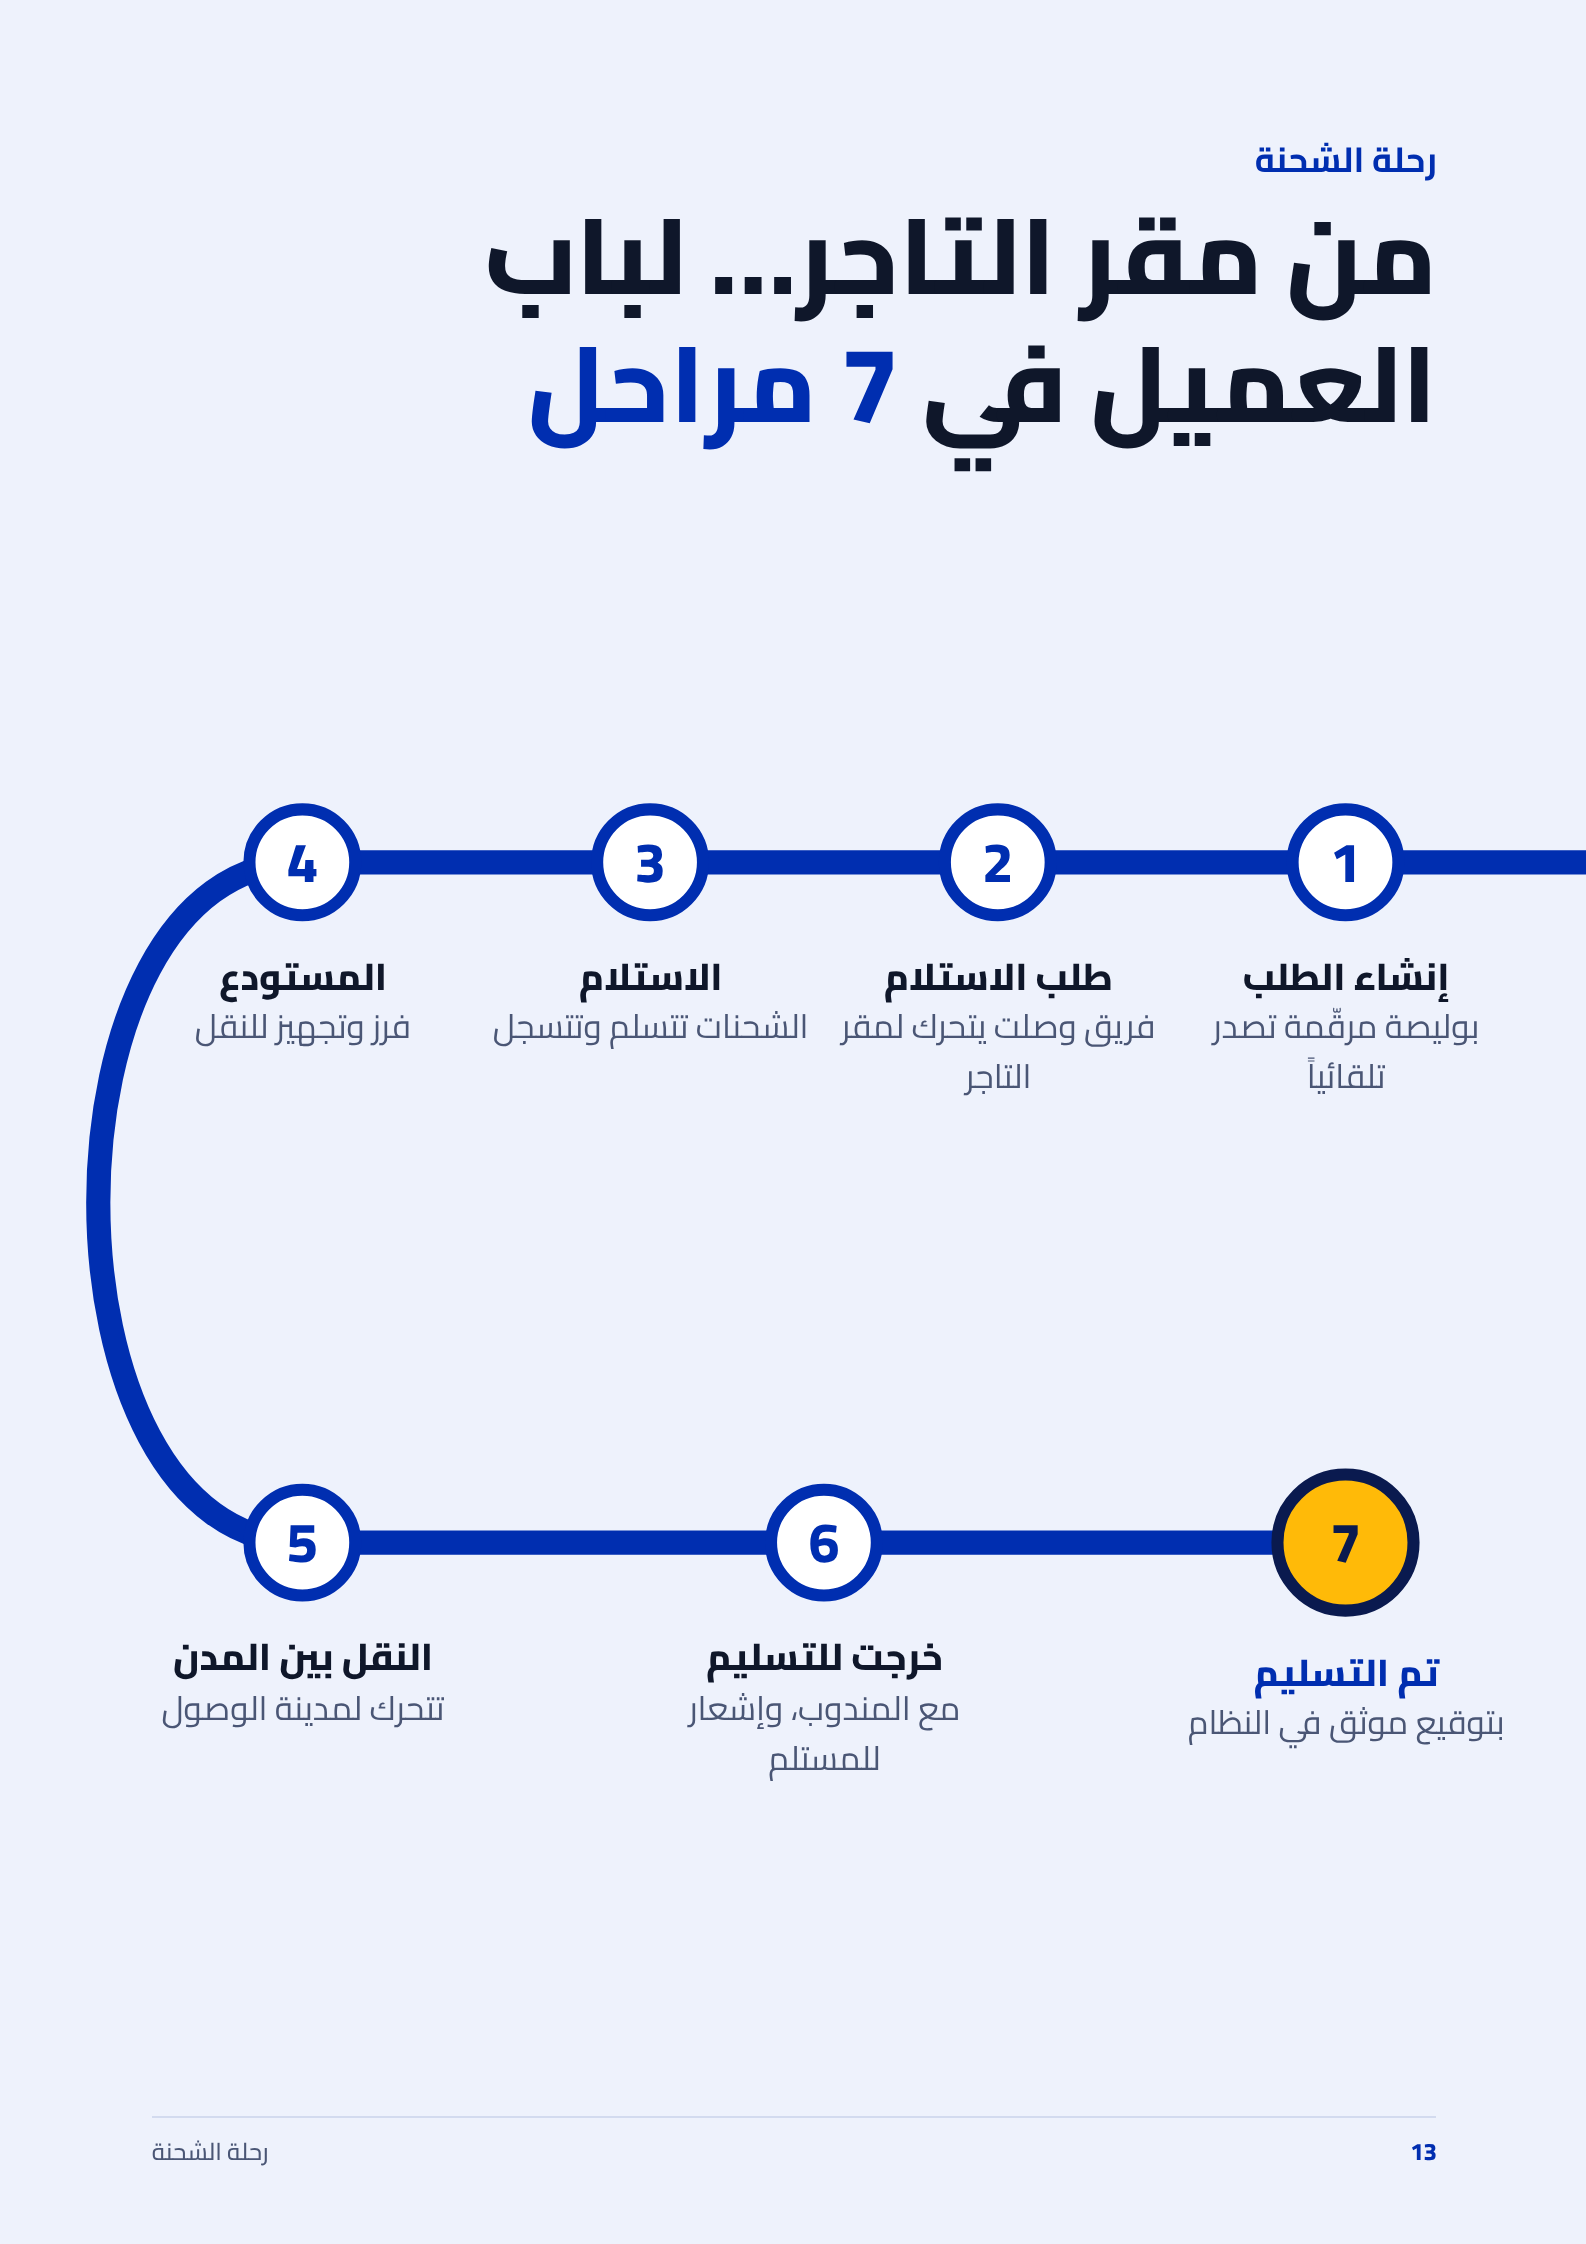 رحلة الشحنة
من مقر التاجر... لباب
العميل في 7 مراحل
1
إنشاء الطلب
بوليصة مرقّمة تصدر
تلقائياً
2
طلب الاستلام
فريق وصلت يتحرك لمقر
التاجر
3
الاستلام
الشحنات تتسلم وتتسجل
4
المستودع
فرز وتجهيز للنقل
5
النقل بين المدن
تتحرك لمدينة الوصول
6
خرجت للتسليم
مع المندوب، وإشعار
للمستلم
7
تم التسليم
بتوقيع موثق في النظام
13
رحلة الشحنة